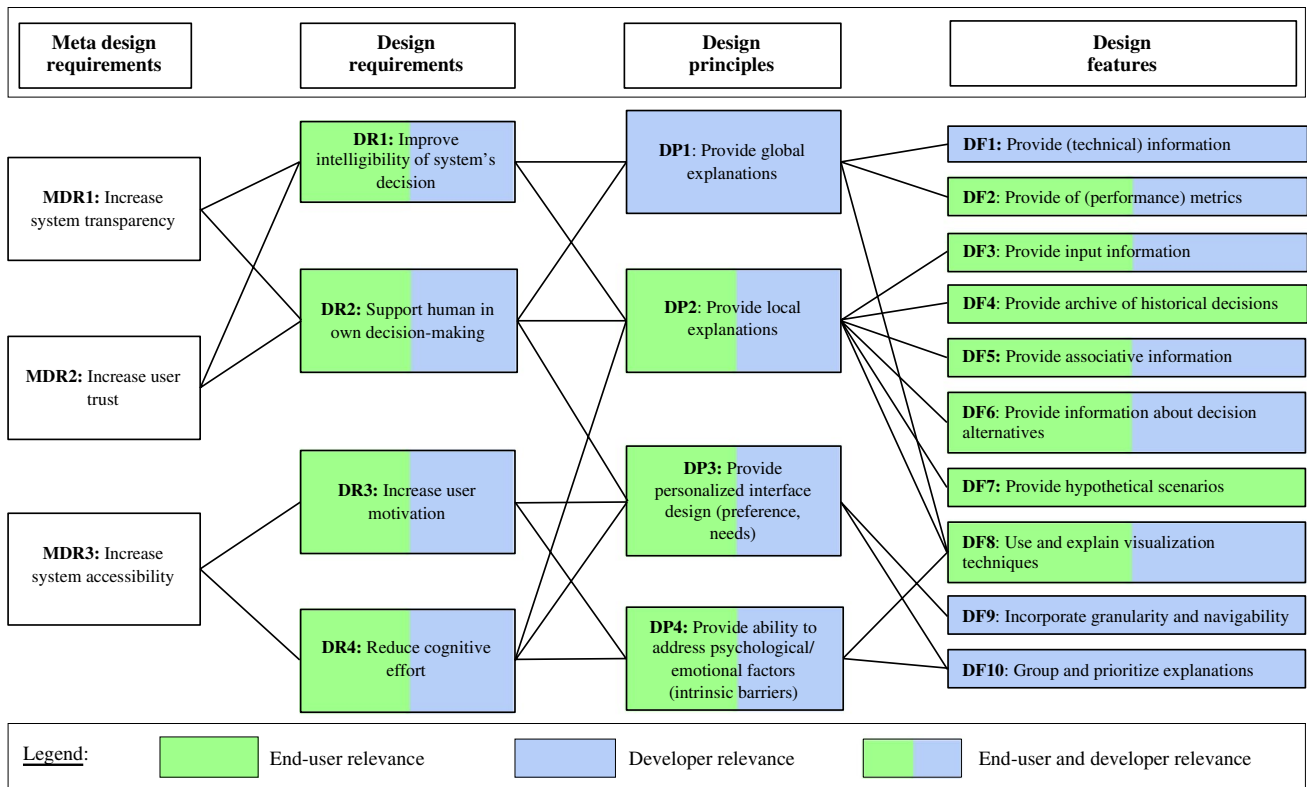 Meta design
requirements
Design
requirements
Design
principles
Design
features
MDR1: Increase
system transparency
MDR2: Increase user
trust
MDR3: Increase
system accessibility
DR1: Improve
intelligibility of system's
decision
DR2: Support human in
own decision-making
DR3: Increase user
motivation
DR4: Reduce cognitive
effort
DP1: Provide global
explanations
DP2: Provide local
explanations
DP3: Provide
personalized interface
design (preference,
needs)
DP4: Provide ability to
address psychological/
emotional factors
(intrinsic barriers)
DF1: Provide (technical) information
DF2: Provide of (performance) metrics
DF3: Provide input information
DF4: Provide archive of historical decisions
DF5: Provide associative information
DF6: Provide information about decision
alternatives
DF7: Provide hypothetical scenarios
DF8: Use and explain visualization
techniques
DF9: Incorporate granularity and navigability
DF10: Group and prioritize explanations
Legend:
End-user relevance
Developer relevance
End-user and developer relevance